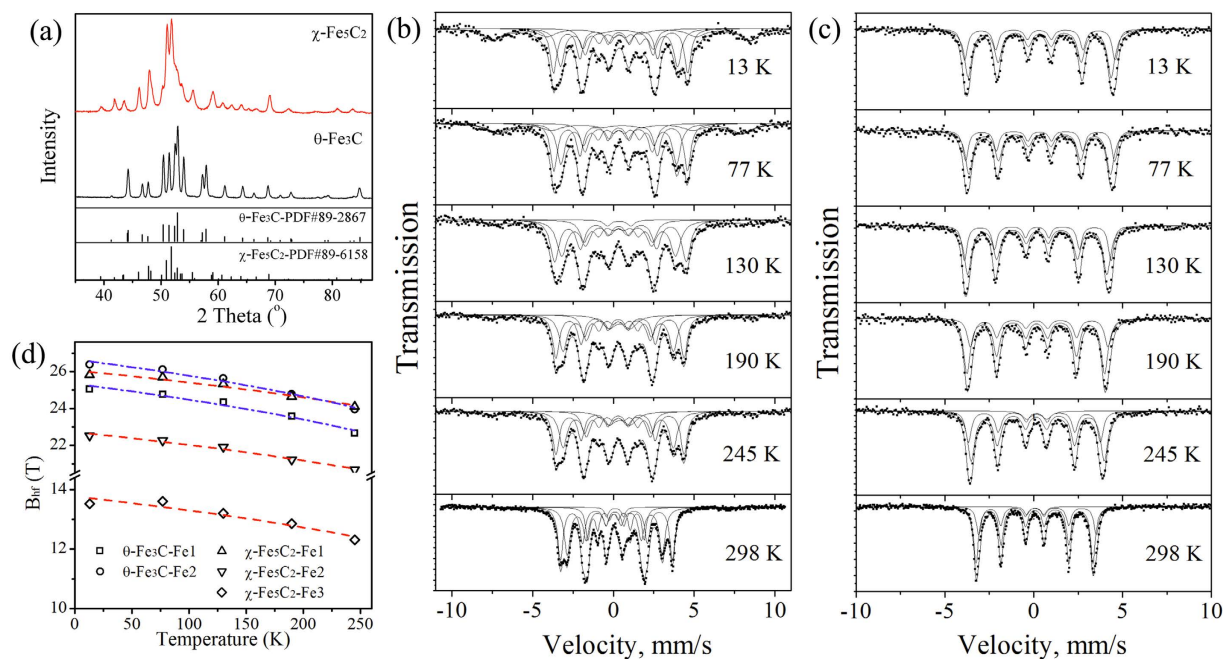 (a)
χ-Fe5C2
θ-Fe3C
θ-Fe3C-PDF#89-2867
χ-Fe5C2-PDF#89-6158
Intensity
40 50 60 70 80
2 Theta (°)
(b)
13 K
77 K
130 K
190 K
245 K
298 K
Transmission
-10 -5 0 5 10
Velocity, mm/s
(c)
13 K
77 K
130 K
190 K
245 K
298 K
Transmission
-10 -5 0 5 10
Velocity, mm/s
(d)
26
24
22
14
12
10
Bhf (T)
θ-Fe3C-Fe1
θ-Fe3C-Fe2
χ-Fe5C2-Fe1
χ-Fe5C2-Fe2
χ-Fe5C2-Fe3
0 50 100 150 200 250
Temperature (K)